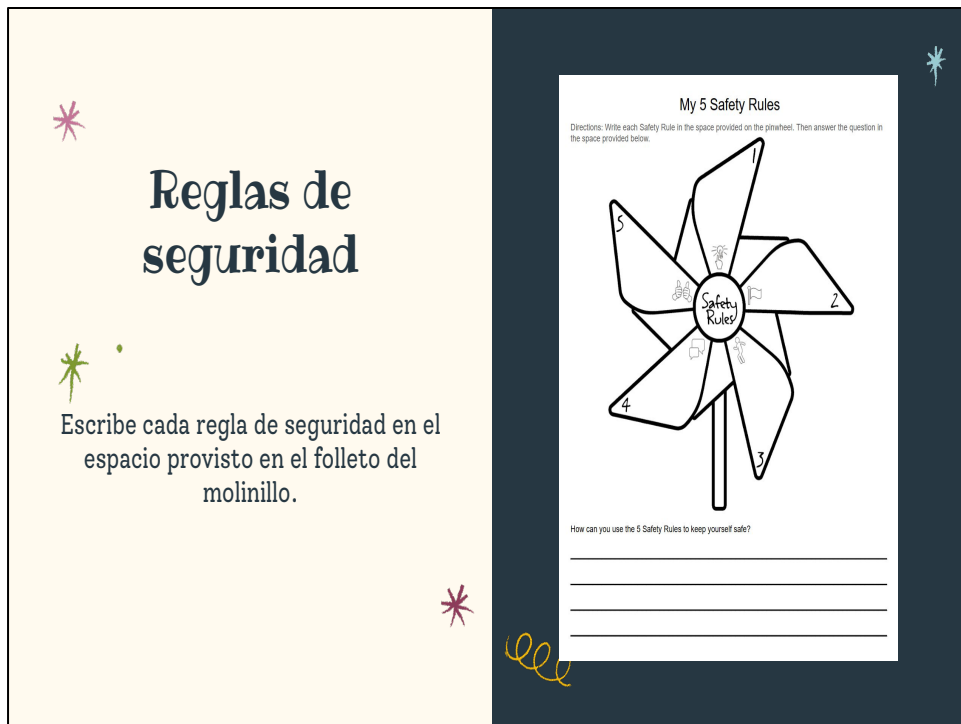 Reglas de
seguridad
Escribe cada regla de seguridad en el
espacio provisto en el folleto del
molinillo.
My 5 Safety Rules
Directions: Write each Safety Rule in the space provided on the pinwheel. Then answer the question in
the space provided below.
1
5
2
Safety
Rules
4
3
How can you use the 5 Safety Rules to keep yourself safe?